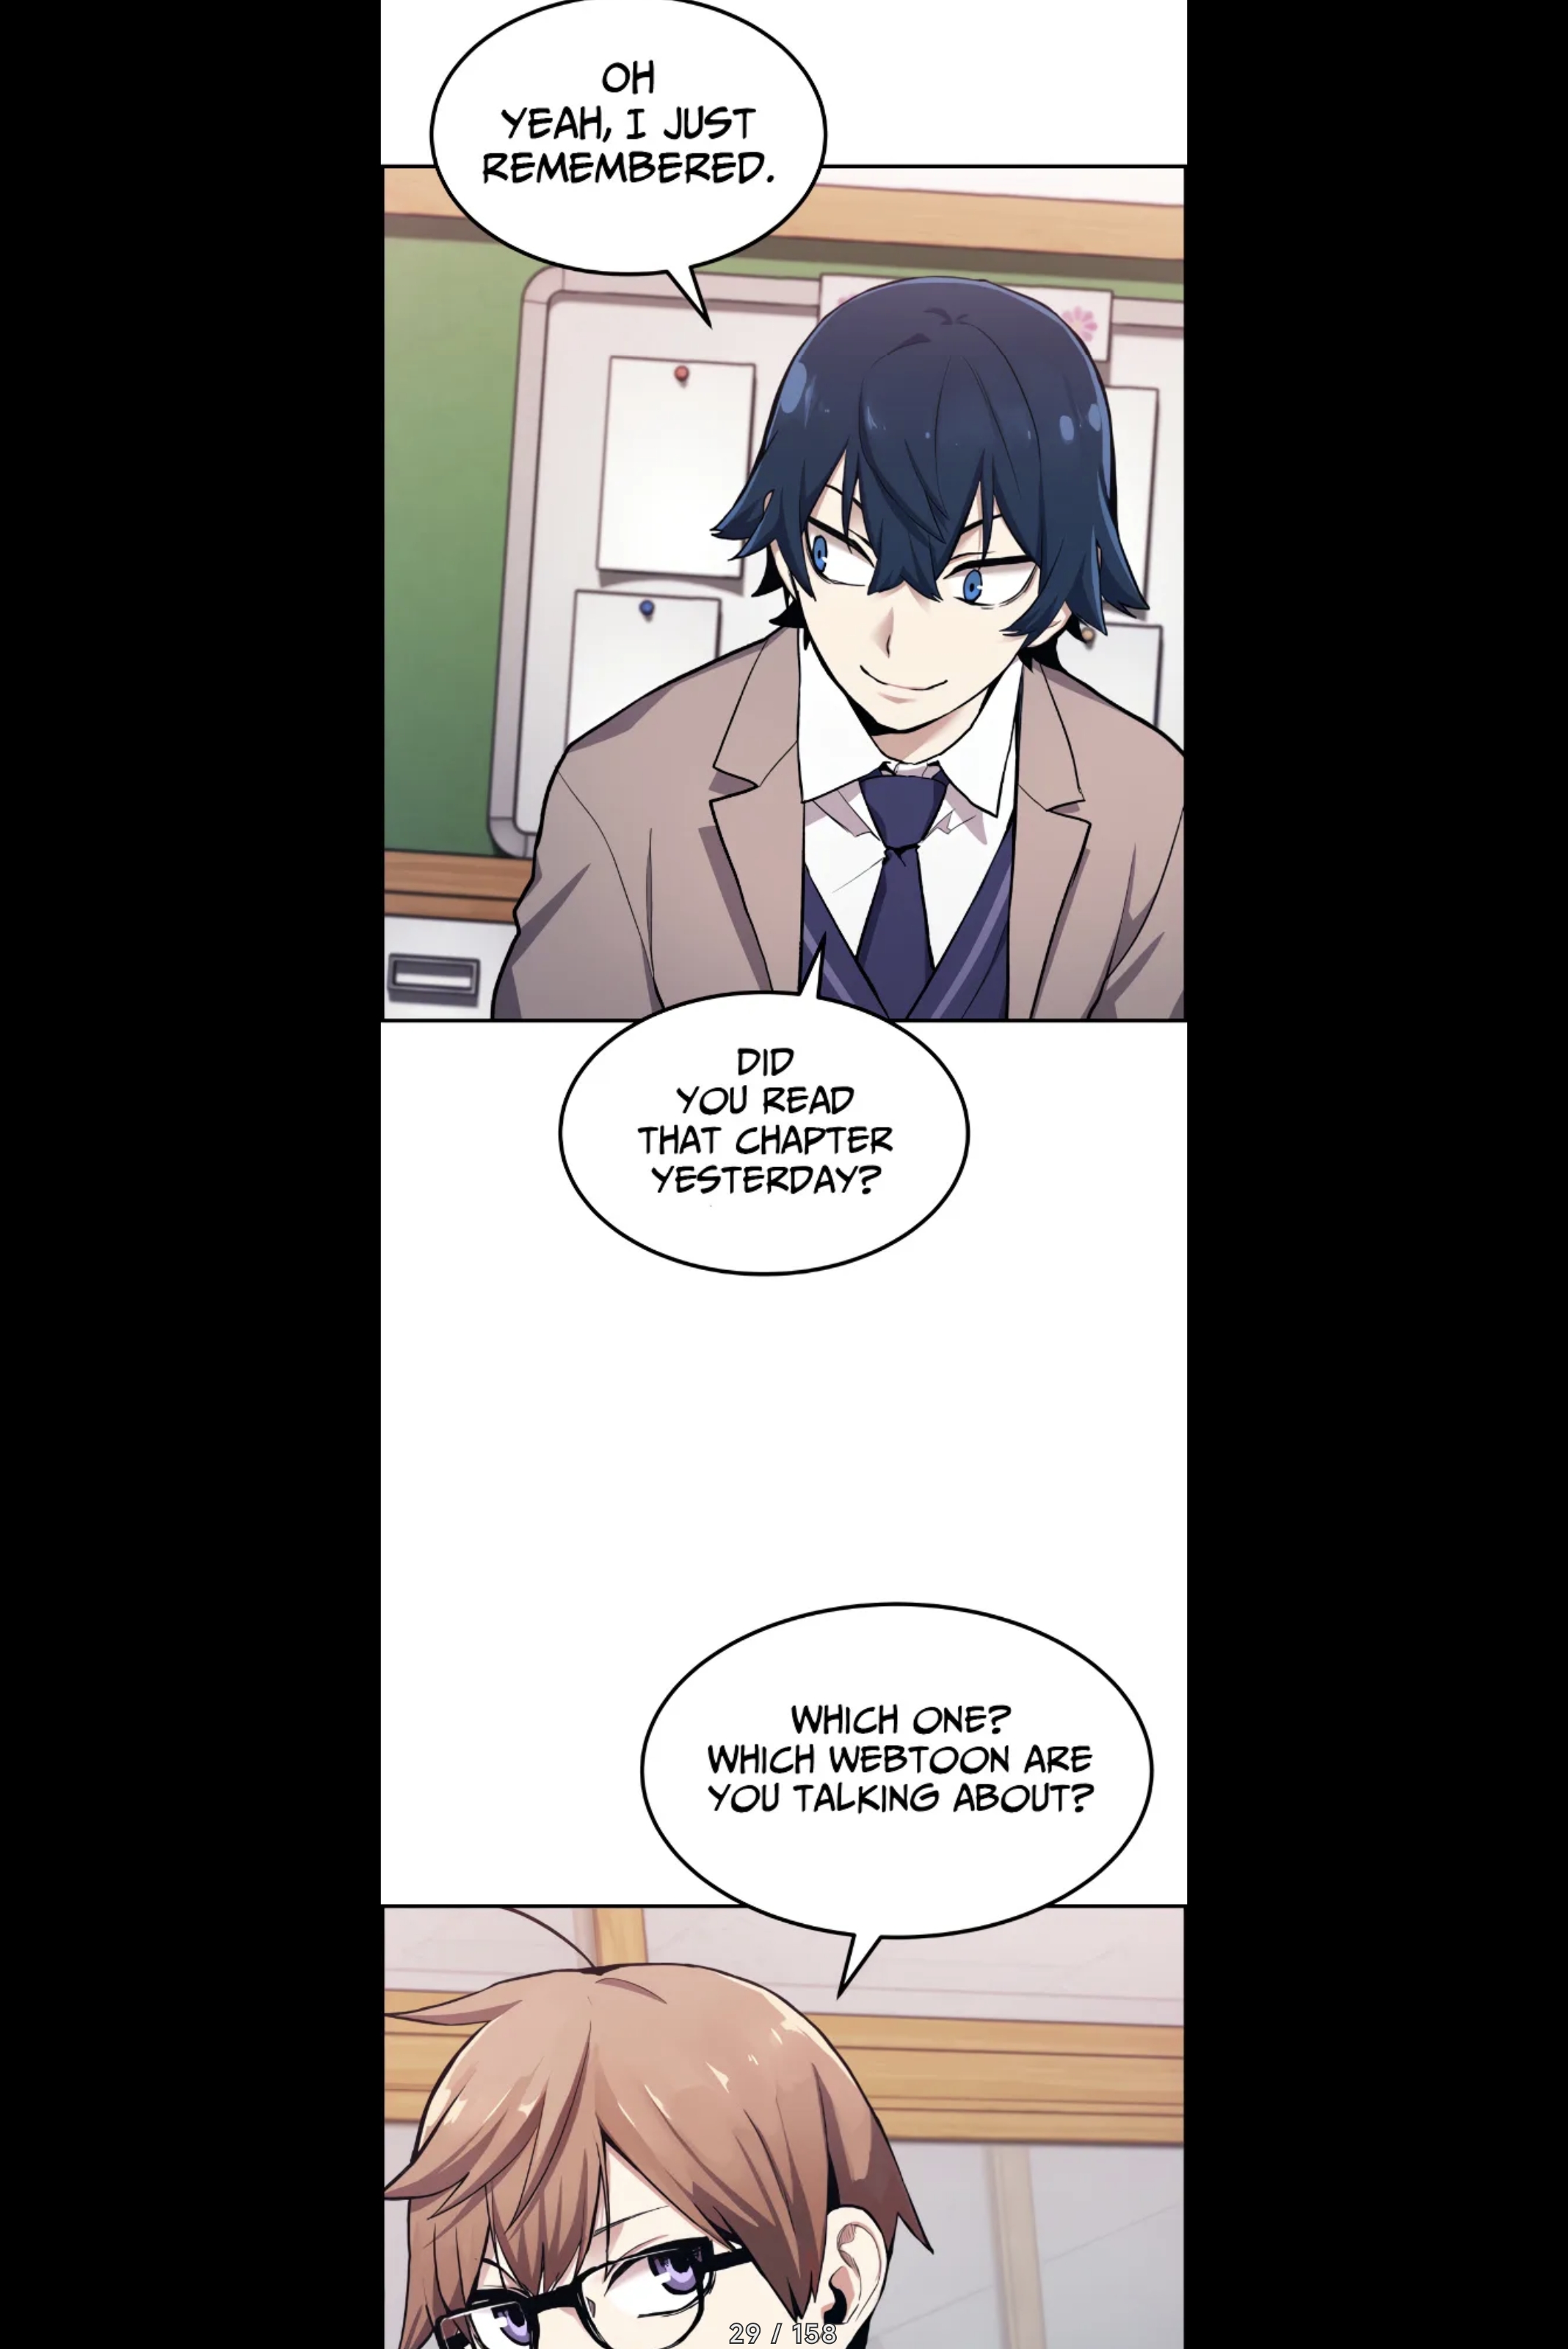 OH
YEAH, I JUST
REMEMBERED.
DID
YOU READ
THAT CHAPTER
YESTERDAY?
WHICH ONE?
WHICH WEBTOON ARE
YOU TALKING ABOUT?
29 / 158